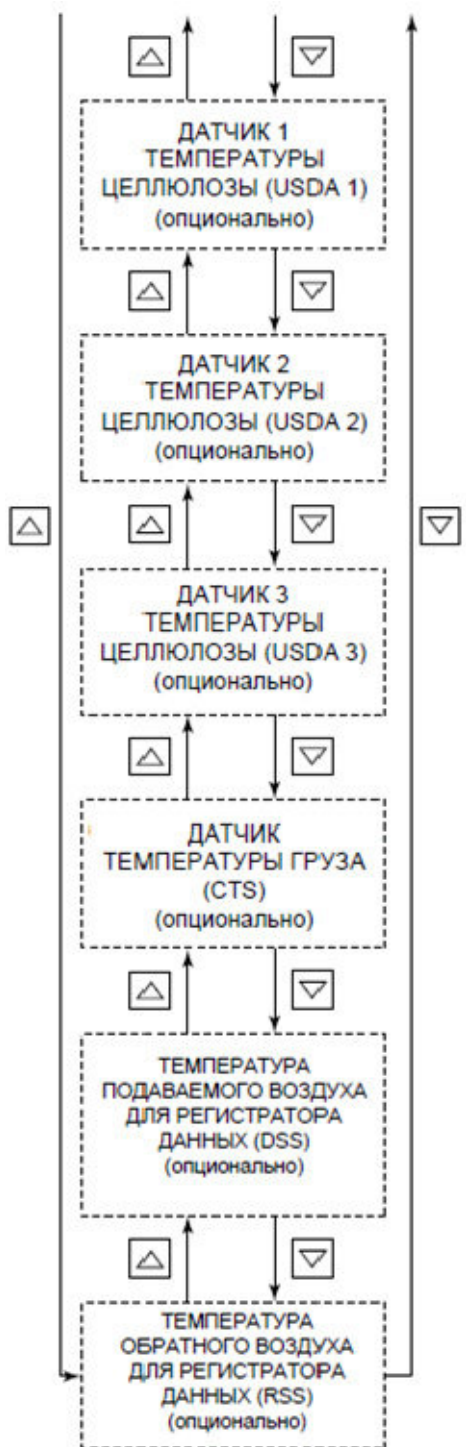 ДАТЧИК 1
ТЕМПЕРАТУРЫ
ЦЕЛЛЮЛОЗЫ (USDA 1)
(опционально)
ДАТЧИК 2
ТЕМПЕРАТУРЫ
ЦЕЛЛЮЛОЗЫ (USDA 2)
(опционально)
ДАТЧИК 3
ТЕМПЕРАТУРЫ
ЦЕЛЛЮЛОЗЫ (USDA 3)
(опционально)
ДАТЧИК
ТЕМПЕРАТУРЫ ГРУЗА
(CTS)
(опционально)
ТЕМПЕРАТУРА
ПОДАВАЕМОГО ВОЗДУХА
ДЛЯ РЕГИСТРАТОРА
ДАННЫХ (DSS)
(опционально)
ТЕМПЕРАТУРА
ОБРАТНОГО ВОЗДУХА
ДЛЯ РЕГИСТРАТОРА
ДАННЫХ (RSS)
(опционально)